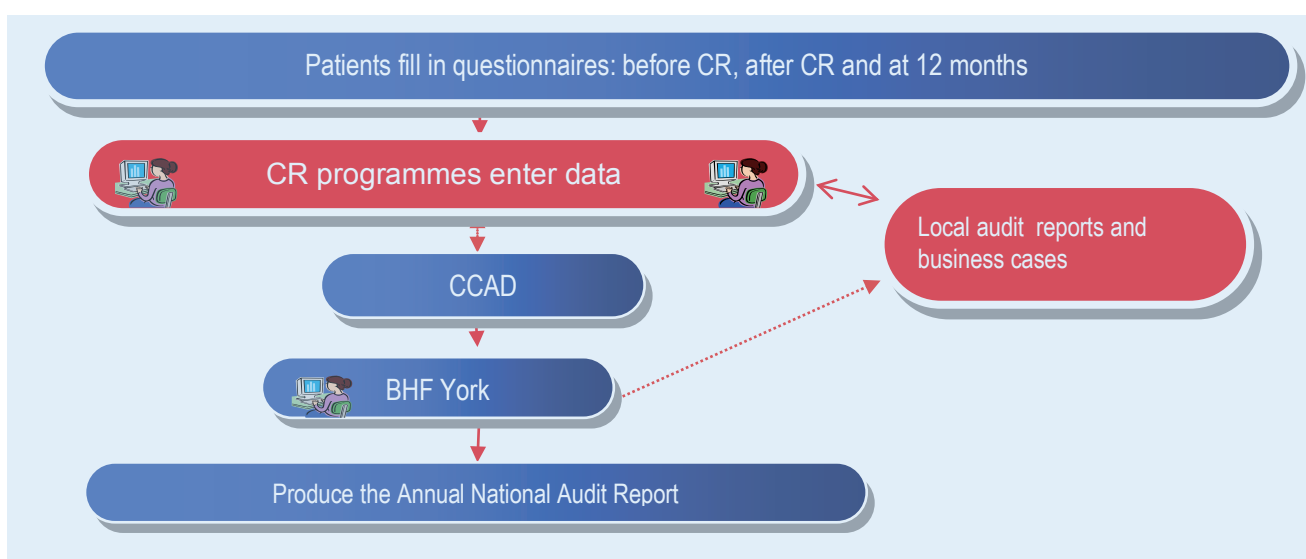 Patients fill in questionnaires: before CR, after CR and at 12 months
CR programmes enter data
Local audit reports and
business cases
CCAD
BHF York
Produce the Annual National Audit Report